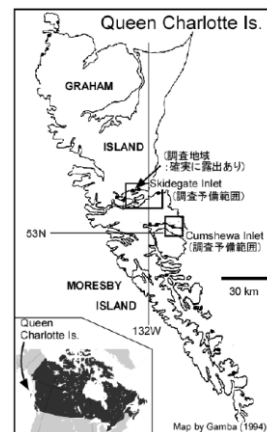 Queen Charlotte Is.
GRAHAM
ISLAND
(調査地域
:確実に露出あり)
Skidegate Inlet
(調査予備範囲)
53N
Cumshewa Inlet
(調査予備範囲)
MORESBY
ISLAND
30 km
132W
Queen
Charlotte Is.
Map by Gamba (1994)